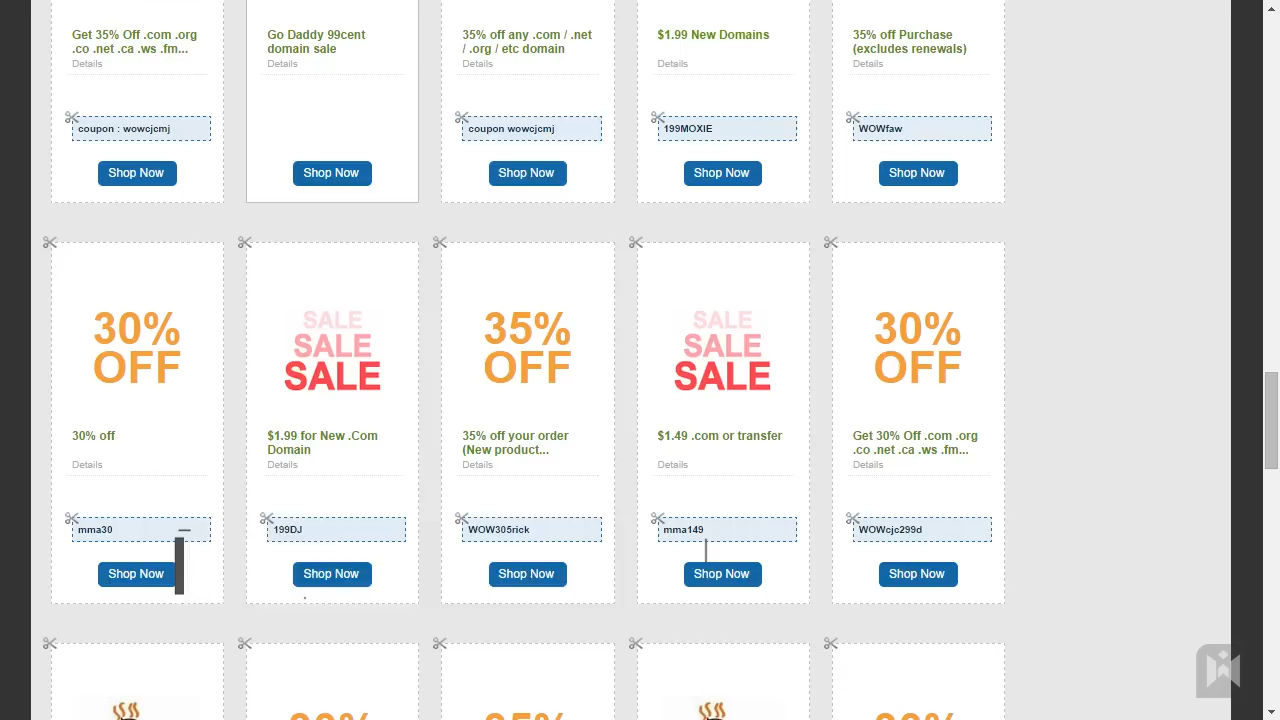 Get 35% Off .com .org
.co .net .ca .ws .fm...
Details
coupon : wowcjcmj
Shop Now
Go Daddy 99cent
domain sale
Details
Shop Now
35% off any .com / .net
/ .org / etc domain
Details
coupon wowcjcmj
Shop Now
$1.99 New Domains
Details
199MOXIE
Shop Now
35% off Purchase
(excludes renewals)
Details
WOWfaw
Shop Now
30%
OFF
30% off
Details
mma30
Shop Now
SALE
SALE
SALE
$1.99 for New .Com
Domain
Details
199DJ
Shop Now
35%
OFF
35% off your order
(New product...
Details
WOW305rick
Shop Now
SALE
SALE
SALE
$1.49 .com or transfer
Details
mma149
Shop Now
30%
OFF
Get 30% Off .com .org
.co .net .ca .ws .fm...
Details
WOWcjc299d
Shop Now